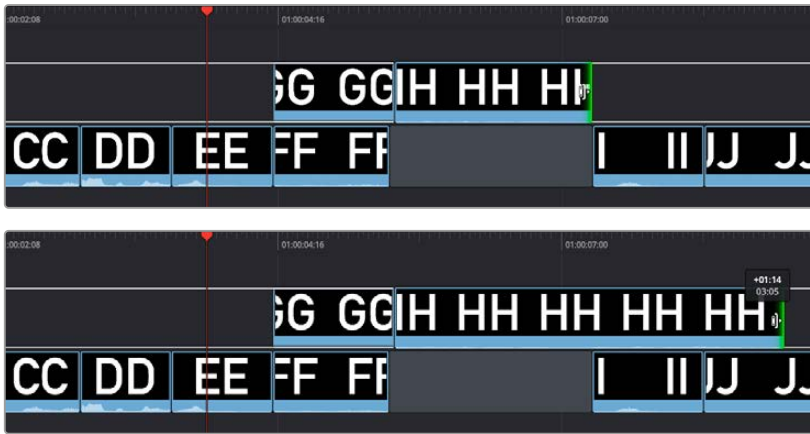 :00:02:08 01:00:04:16 01:00:07:00
GG GG HH HH HH
CC DD EE FF FF II II JJ JJ
:00:02:08 01:00:04:16 01:00:07:00
+01:14
03:05
GG GG HH HH HH HH HH
CC DD EE FF FF II II JJ JJ